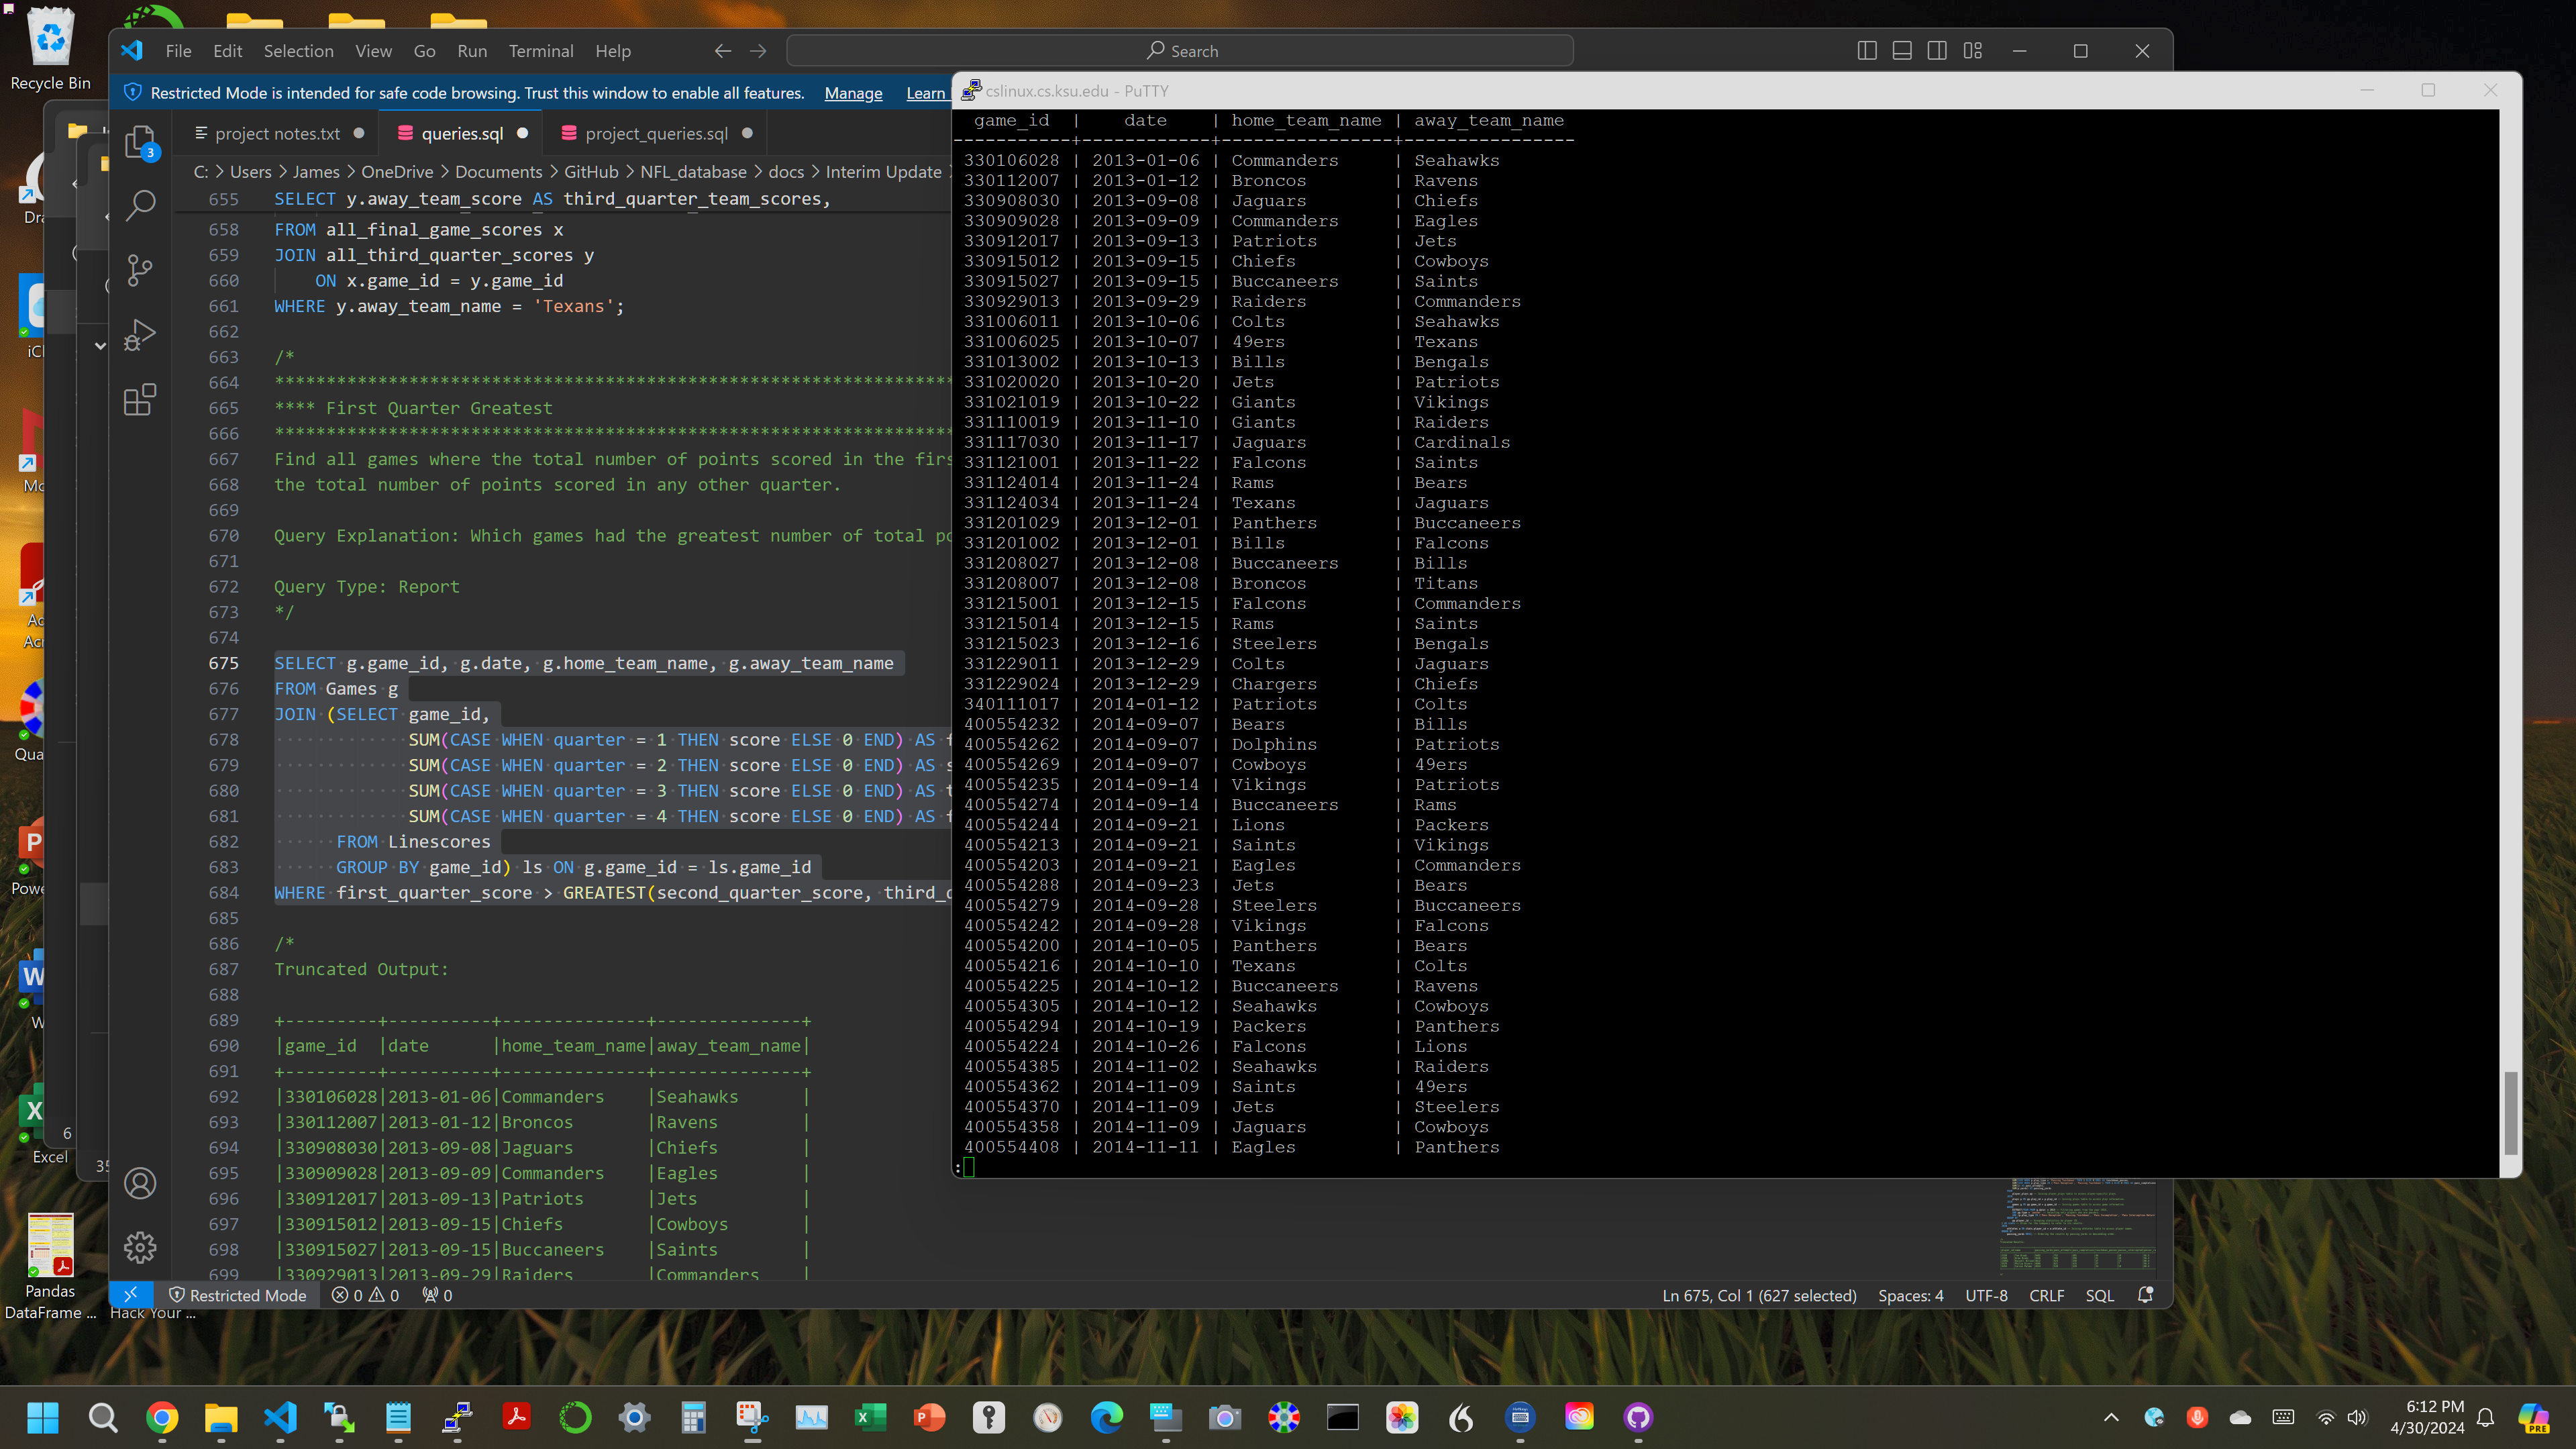 Recycle Bin
File Edit Selection View Go Run Terminal Help
Search
Restricted Mode is intended for safe code browsing. Trust this window to enable all features. Manage Learn
project notes.txt queries.sql project_queries.sql
C: > Users > James > OneDrive > Documents > GitHub > NFL_database > docs > Interim Update
3
655 SELECT y.away_team_score AS third_quarter_team_scores,
658 FROM all_final_game_scores x
659 JOIN all_third_quarter_scores y
660 ON x.game_id = y.game_id
661 WHERE y.away_team_name = 'Texans';
662
663 /*
664 ******************************************************************
665 **** First Quarter Greatest
666 ******************************************************************
667 Find all games where the total number of points scored in the firs
668 the total number of points scored in any other quarter.
669
670 Query Explanation: Which games had the greatest number of total po
671
672 Query Type: Report
673 */
674
675 SELECT g.game_id, g.date, g.home_team_name, g.away_team_name
676 FROM Games g
677 JOIN (SELECT game_id,
678 SUM(CASE WHEN quarter = 1 THEN score ELSE 0 END) AS f
679 SUM(CASE WHEN quarter = 2 THEN score ELSE 0 END) AS s
680 SUM(CASE WHEN quarter = 3 THEN score ELSE 0 END) AS t
681 SUM(CASE WHEN quarter = 4 THEN score ELSE 0 END) AS f
682 FROM Linescores
683 GROUP BY game_id) ls ON g.game_id = ls.game_id
684 WHERE first_quarter_score > GREATEST(second_quarter_score, third_q
685
686 /*
687 Truncated Output:
688
689 +---------+----------+--------------+--------------+
690 |game_id |date |home_team_name|away_team_name|
691 +---------+----------+--------------+--------------+
692 |330106028|2013-01-06|Commanders |Seahawks |
693 |330112007|2013-01-12|Broncos |Ravens |
694 |330908030|2013-09-08|Jaguars |Chiefs |
695 |330909028|2013-09-09|Commanders |Eagles |
696 |330912017|2013-09-13|Patriots |Jets |
697 |330915012|2013-09-15|Chiefs |Cowboys |
698 |330915027|2013-09-15|Buccaneers |Saints |
699 |330929013|2013-09-29|Raiders |Commanders |
Restricted Mode 0 0 0
Ln 675, Col 1 (627 selected) Spaces: 4 UTF-8 CRLF SQL
cslinux.cs.ksu.edu - PuTTY
game_id | date | home_team_name | away_team_name
-----------+------------+----------------+----------------
330106028 | 2013-01-06 | Commanders | Seahawks
330112007 | 2013-01-12 | Broncos | Ravens
330908030 | 2013-09-08 | Jaguars | Chiefs
330909028 | 2013-09-09 | Commanders | Eagles
330912017 | 2013-09-13 | Patriots | Jets
330915012 | 2013-09-15 | Chiefs | Cowboys
330915027 | 2013-09-15 | Buccaneers | Saints
330929013 | 2013-09-29 | Raiders | Commanders
331006011 | 2013-10-06 | Colts | Seahawks
331006025 | 2013-10-07 | 49ers | Texans
331013002 | 2013-10-13 | Bills | Bengals
331020020 | 2013-10-20 | Jets | Patriots
331021019 | 2013-10-22 | Giants | Vikings
331110019 | 2013-11-10 | Giants | Raiders
331117030 | 2013-11-17 | Jaguars | Cardinals
331121001 | 2013-11-22 | Falcons | Saints
331124014 | 2013-11-24 | Rams | Bears
331124034 | 2013-11-24 | Texans | Jaguars
331201029 | 2013-12-01 | Panthers | Buccaneers
331201002 | 2013-12-01 | Bills | Falcons
331208027 | 2013-12-08 | Buccaneers | Bills
331208007 | 2013-12-08 | Broncos | Titans
331215001 | 2013-12-15 | Falcons | Commanders
331215014 | 2013-12-15 | Rams | Saints
331215023 | 2013-12-16 | Steelers | Bengals
331229011 | 2013-12-29 | Colts | Jaguars
331229024 | 2013-12-29 | Chargers | Chiefs
340111017 | 2014-01-12 | Patriots | Colts
400554232 | 2014-09-07 | Bears | Bills
400554262 | 2014-09-07 | Dolphins | Patriots
400554269 | 2014-09-07 | Cowboys | 49ers
400554235 | 2014-09-14 | Vikings | Patriots
400554274 | 2014-09-14 | Buccaneers | Rams
400554244 | 2014-09-21 | Lions | Packers
400554213 | 2014-09-21 | Saints | Vikings
400554203 | 2014-09-21 | Eagles | Commanders
400554288 | 2014-09-23 | Jets | Bears
400554279 | 2014-09-28 | Steelers | Buccaneers
400554242 | 2014-09-28 | Vikings | Falcons
400554200 | 2014-10-05 | Panthers | Bears
400554216 | 2014-10-10 | Texans | Colts
400554225 | 2014-10-12 | Buccaneers | Ravens
400554305 | 2014-10-12 | Seahawks | Cowboys
400554294 | 2014-10-19 | Packers | Panthers
400554224 | 2014-10-26 | Falcons | Lions
400554385 | 2014-11-02 | Seahawks | Raiders
400554362 | 2014-11-09 | Saints | 49ers
400554370 | 2014-11-09 | Jets | Steelers
400554358 | 2014-11-09 | Jaguars | Cowboys
400554408 | 2014-11-11 | Eagles | Panthers
:
Dra
iCl
Mo
Ac
Acr
Qua
Powe
W
Excel
6
35
Pandas
DataFrame ...
Hack Your ...
6:12 PM
4/30/2024
PRE